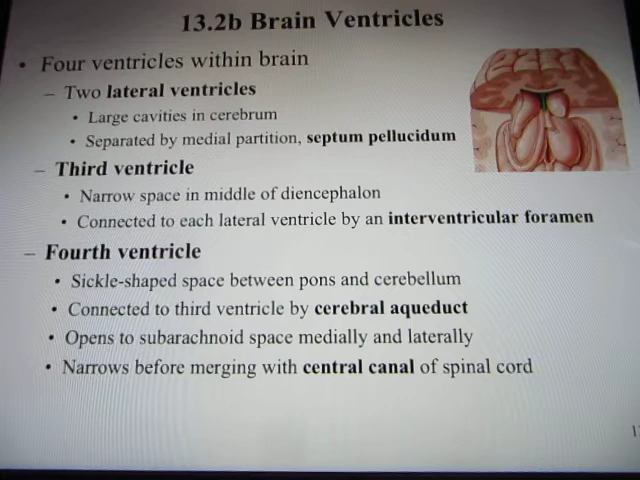 13.2b Brain Ventricles
• Four ventricles within brain
– Two lateral ventricles
• Large cavities in cerebrum
• Separated by medial partition, septum pellucidum
– Third ventricle
• Narrow space in middle of diencephalon
• Connected to each lateral ventricle by an interventricular foramen
– Fourth ventricle
• Sickle-shaped space between pons and cerebellum
• Connected to third ventricle by cerebral aqueduct
• Opens to subarachnoid space medially and laterally
• Narrows before merging with central canal of spinal cord